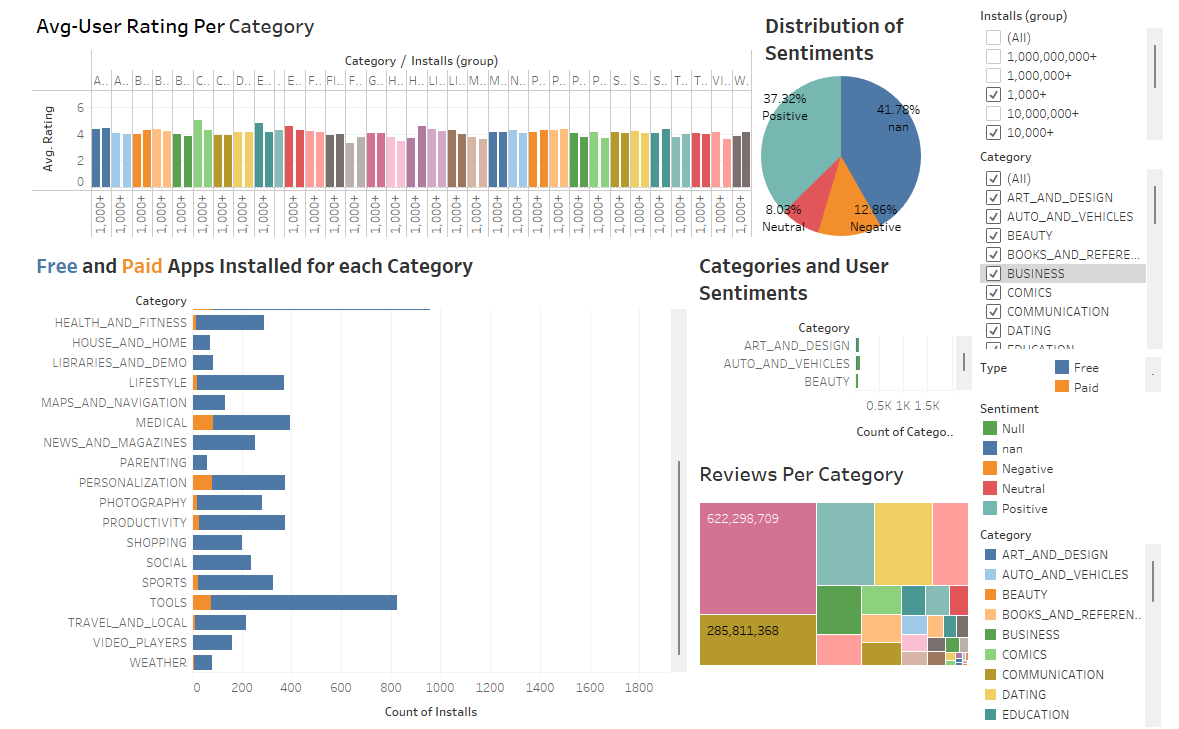 Avg-User Rating Per Category
Category / Installs (group)
A.. A.. B.. B.. B.. C.. C.. D.. E.. . E.. F.. Fl.. F.. G.. H.. H.. LI.. LI.. M.. M.. N.. P.. P.. P.. P.. S.. S.. S.. T.. T.. VI.. W..
Avg. Rating
6
4
2
0
1,000+ 1,000+ 1,000+ 1,000+ 1,000+ 1,000+ 1,000+ 1,000+ 1,000+ 1,000+ 1,000+ 1,000+ 1,000+ 1,000+ 1,000+ 1,000+ 1,000+ 1,000+ 1,000+ 1,000+ 1,000+ 1,000+ 1,000+ 1,000+ 1,000+ 1,000+ 1,000+ 1,000+ 1,000+ 1,000+ 1,000+ 1,000+
Distribution of
Sentiments
37.32%
Positive
41.78%
nan
8.03%
Neutral
12.86%
Negative
Installs (group)
(All)
1,000,000,000+
1,000,000+
1,000+
10,000,000+
10,000+
Category
(All)
ART_AND_DESIGN
AUTO_AND_VEHICLES
BEAUTY
BOOKS_AND_REFERE...
BUSINESS
COMICS
COMMUNICATION
DATING
EDUCATION
Free and Paid Apps Installed for each Category
Category
HEALTH_AND_FITNESS
HOUSE_AND_HOME
LIBRARIES_AND_DEMO
LIFESTYLE
MAPS_AND_NAVIGATION
MEDICAL
NEWS_AND_MAGAZINES
PARENTING
PERSONALIZATION
PHOTOGRAPHY
PRODUCTIVITY
SHOPPING
SOCIAL
SPORTS
TOOLS
TRAVEL_AND_LOCAL
VIDEO_PLAYERS
WEATHER
0 200 400 600 800 1000 1200 1400 1600 1800
Count of Installs
Categories and User
Sentiments
Category
ART_AND_DESIGN
AUTO_AND_VEHICLES
BEAUTY
0.5K 1K 1.5K
Count of Catego..
Reviews Per Category
622,298,709
285,811,368
Type
Free
Paid
Sentiment
Null
nan
Negative
Neutral
Positive
Category
ART_AND_DESIGN
AUTO_AND_VEHICLES
BEAUTY
BOOKS_AND_REFEREN..
BUSINESS
COMICS
COMMUNICATION
DATING
EDUCATION